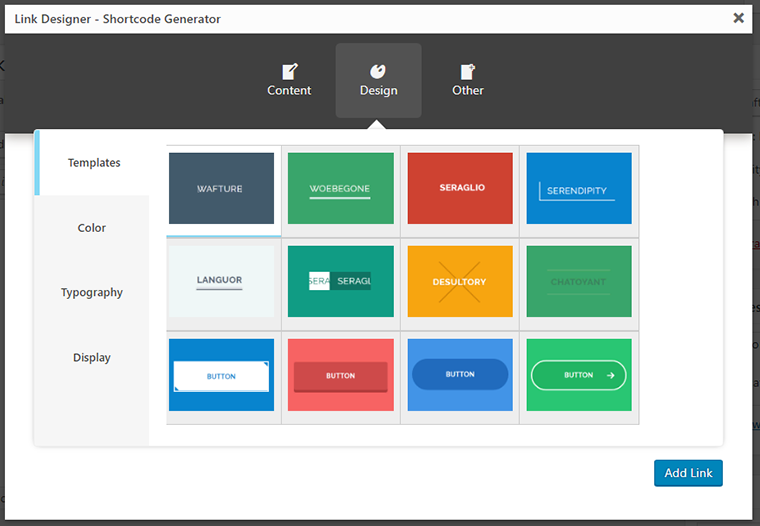 Link Designer - Shortcode Generator
Content
Design
Other
Templates
Color
Typography
Display
WAFTURE
WOEBEGONE
SERAGLIO
SERENDIPITY
LANGUOR
SERA SERAGL
DESULTORY
CHATOYANT
BUTTON
BUTTON
BUTTON
BUTTON
Add Link